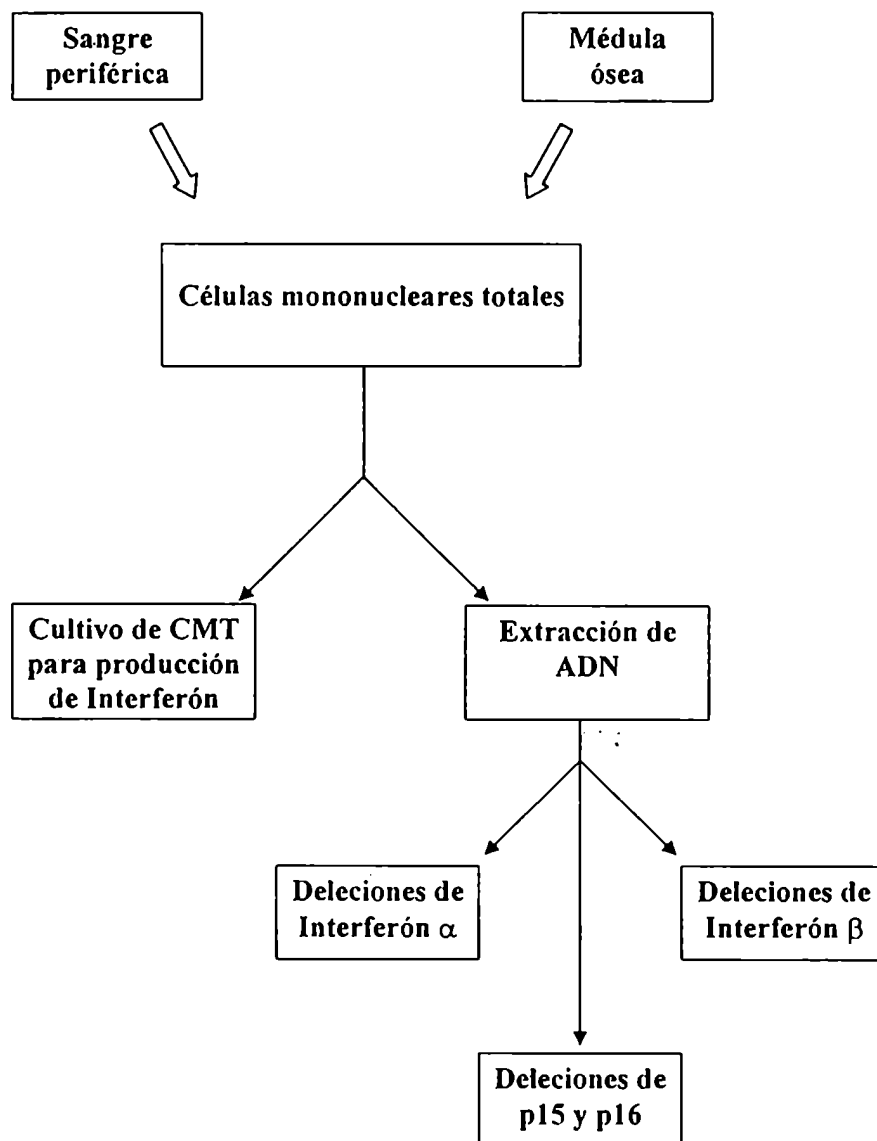 Sangre
periférica
Médula
ósea
Células mononucleares totales
Cultivo de CMT
para producción
de Interferón
Extracción de
ADN
Deleciones de
Interferón α
Deleciones de
Interferón β
Deleciones de
p15 y p16